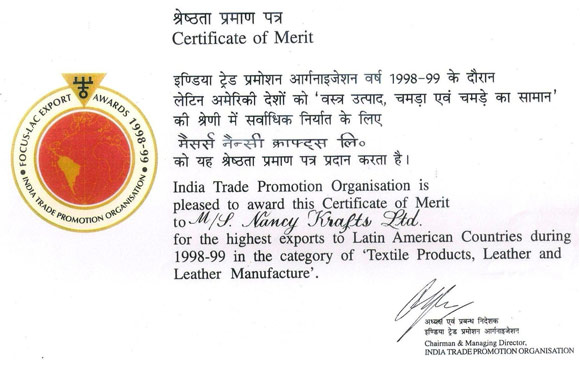 श्रेष्ठता प्रमाण पत्र
Certificate of Merit
FOCUS-LAC EXPORT AWARDS 1998-99
INDIA TRADE PROMOTION ORGANISATION
इण्डिया ट्रेड प्रमोशन आर्गनाइजेशन वर्ष 1998-99 के दौरान
लेटिन अमेरिकी देशों को 'वस्त्र उत्पाद, चमड़ा एवं चमड़े का सामान'
की श्रेणी में सर्वाधिक निर्यात के लिए
मैसर्स नैन्सी क्राफ्ट्स लि०
को यह श्रेष्ठता प्रमाण पत्र प्रदान करता है।
India Trade Promotion Organisation is
pleased to award this Certificate of Merit
to M/S. Nancy Krafts Ltd.
for the highest exports to Latin American Countries during
1998-99 in the category of 'Textile Products, Leather and
Leather Manufacture'.
अध्यक्ष एवं प्रबन्ध निदेशक
इण्डिया ट्रेड प्रमोशन आर्गनाइजेशन
Chairman & Managing Director,
INDIA TRADE PROMOTION ORGANISATION